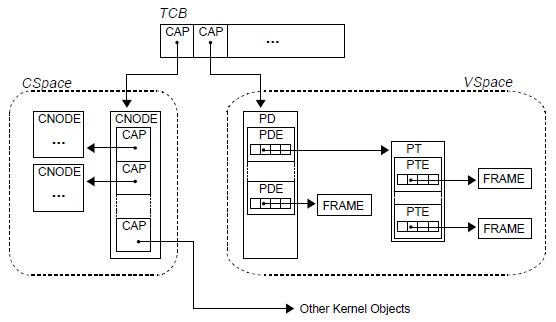 TCB
CAP CAP ...
CSpace
VSpace
CNODE
...
CNODE
...
CNODE
CAP
CAP
CAP
PD
PDE
PDE
FRAME
PT
PTE
PTE
FRAME
FRAME
Other Kernel Objects